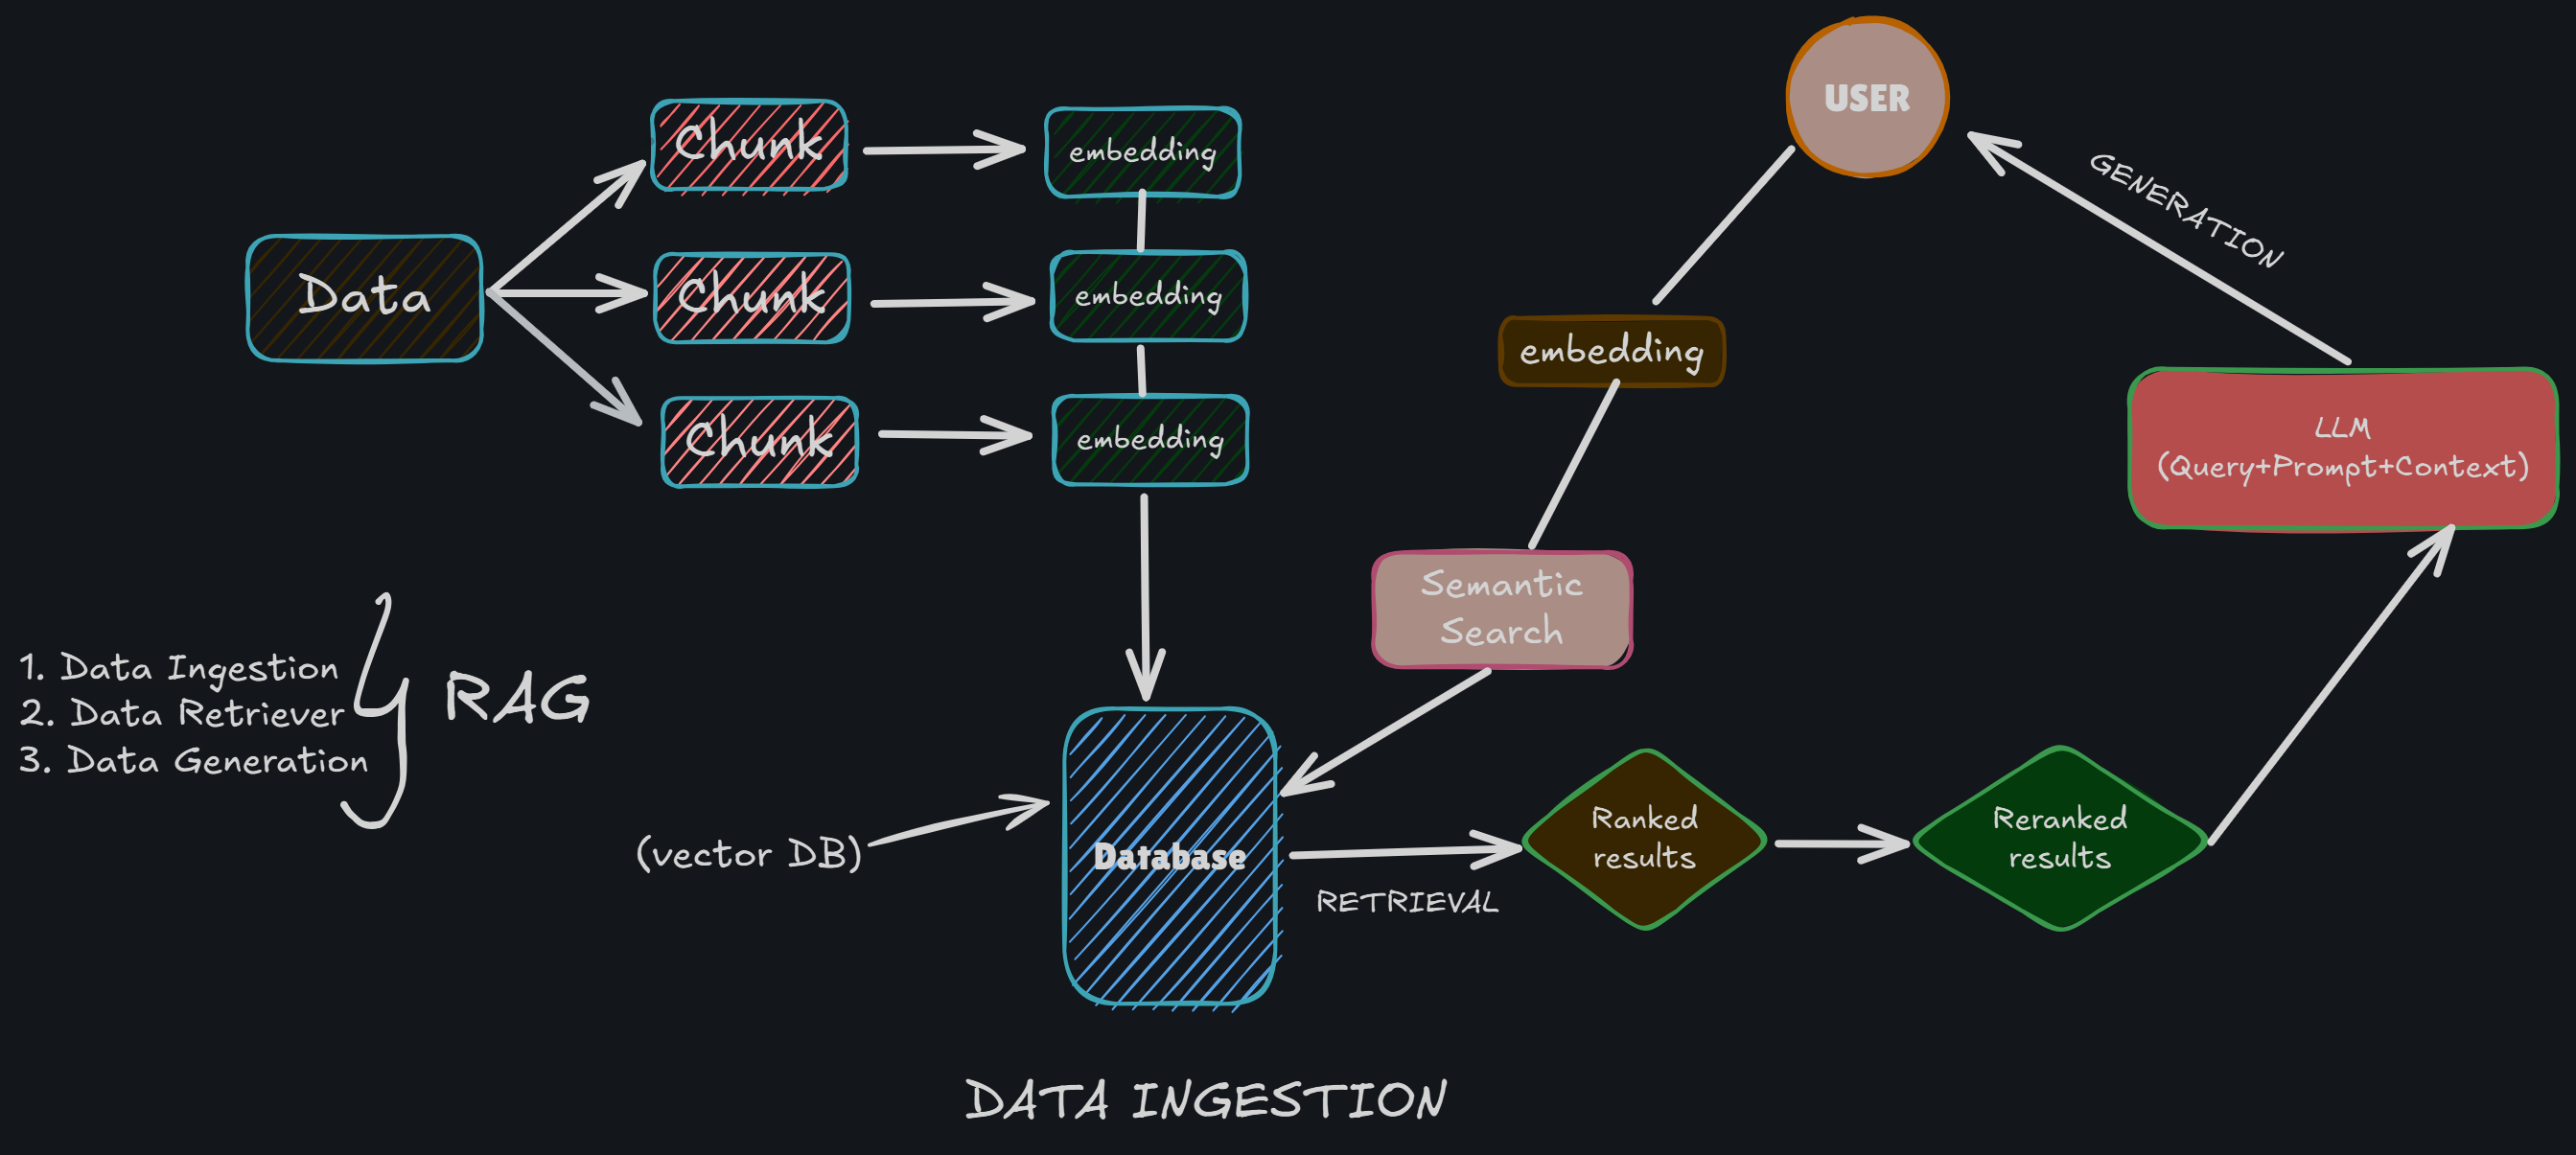 USER
Chunk
embedding
GENERATION
Data
Chunk
embedding
embedding
Chunk
embedding
LLM
(Query+Prompt+Context)
Semantic
Search
1. Data Ingestion
2. Data Retriever
3. Data Generation
RAG
(vector DB)
Database
RETRIEVAL
Ranked
results
Reranked
results
DATA INGESTION